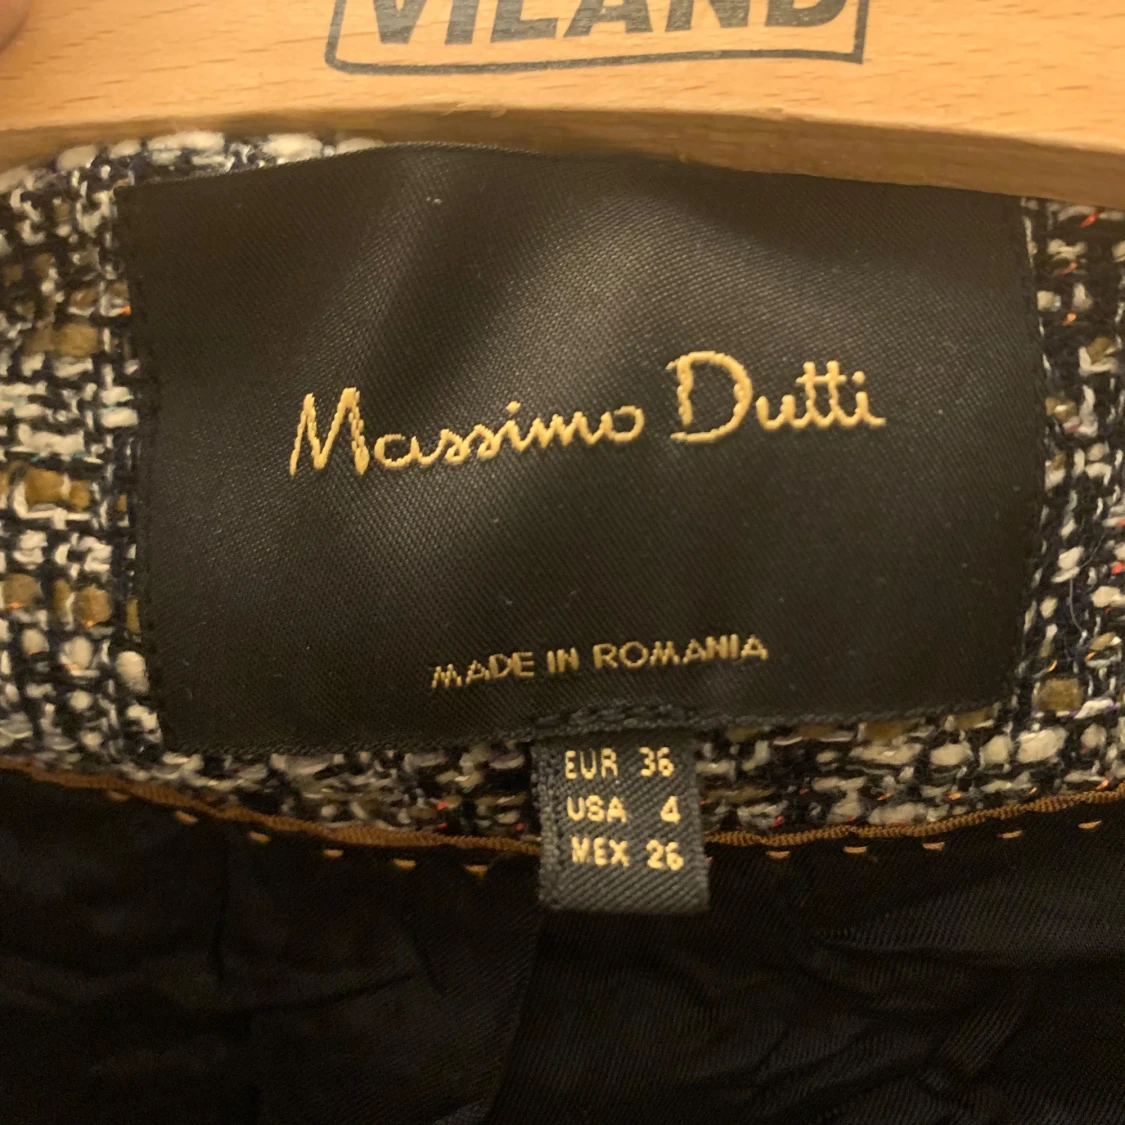 VILAND
Massimo Dutti
MADE IN ROMANIA
EUR 36
USA 4
MEX 26